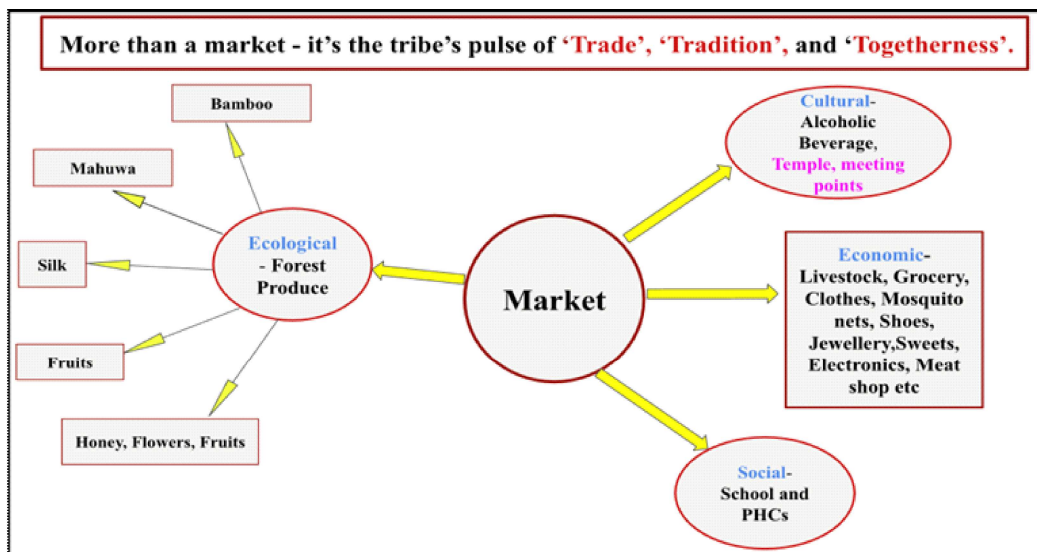 More than a market - it’s the tribe’s pulse of ‘Trade’, ‘Tradition’, and ‘Togetherness’.
Bamboo
Mahuwa
Silk
Fruits
Honey, Flowers, Fruits
Ecological
- Forest
Produce
Market
Cultural-
Alcoholic
Beverage,
Temple, meeting
points
Economic-
Livestock, Grocery,
Clothes, Mosquito
nets, Shoes,
Jewellery,Sweets,
Electronics, Meat
shop etc
Social-
School and
PHCs